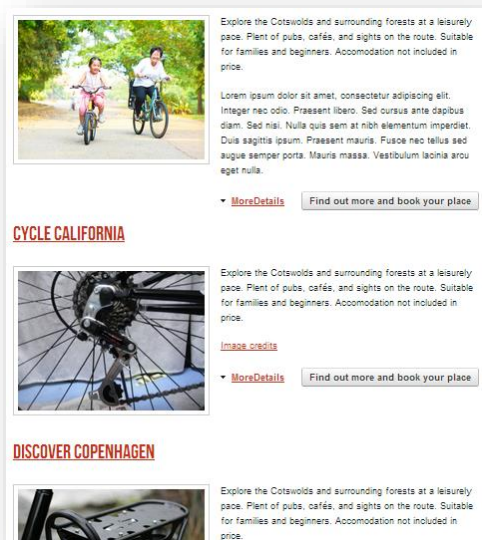 Explore the Cotswolds and surrounding forests at a leisurely
pace. Plent of pubs, cafés, and sights on the route. Suitable
for families and beginners. Accomodation not included in
price.
Lorem ipsum dolor sit amet, consectetur adipiscing elit.
Integer nec odio. Praesent libero. Sed cursus ante dapibus
diam. Sed nisi. Nulla quis sem at nibh elementum imperdiet.
Duis sagittis ipsum. Praesent mauris. Fusce nec tellus sed
augue semper porta. Mauris massa. Vestibulum lacinia arcu
eget nulla.
MoreDetails Find out more and book your place
CYCLE CALIFORNIA
Explore the Cotswolds and surrounding forests at a leisurely
pace. Plent of pubs, cafés, and sights on the route. Suitable
for families and beginners. Accomodation not included in
price.
Image credits
MoreDetails Find out more and book your place
DISCOVER COPENHAGEN
Explore the Cotswolds and surrounding forests at a leisurely
pace. Plent of pubs, cafés, and sights on the route. Suitable
for families and beginners. Accomodation not included in
price.